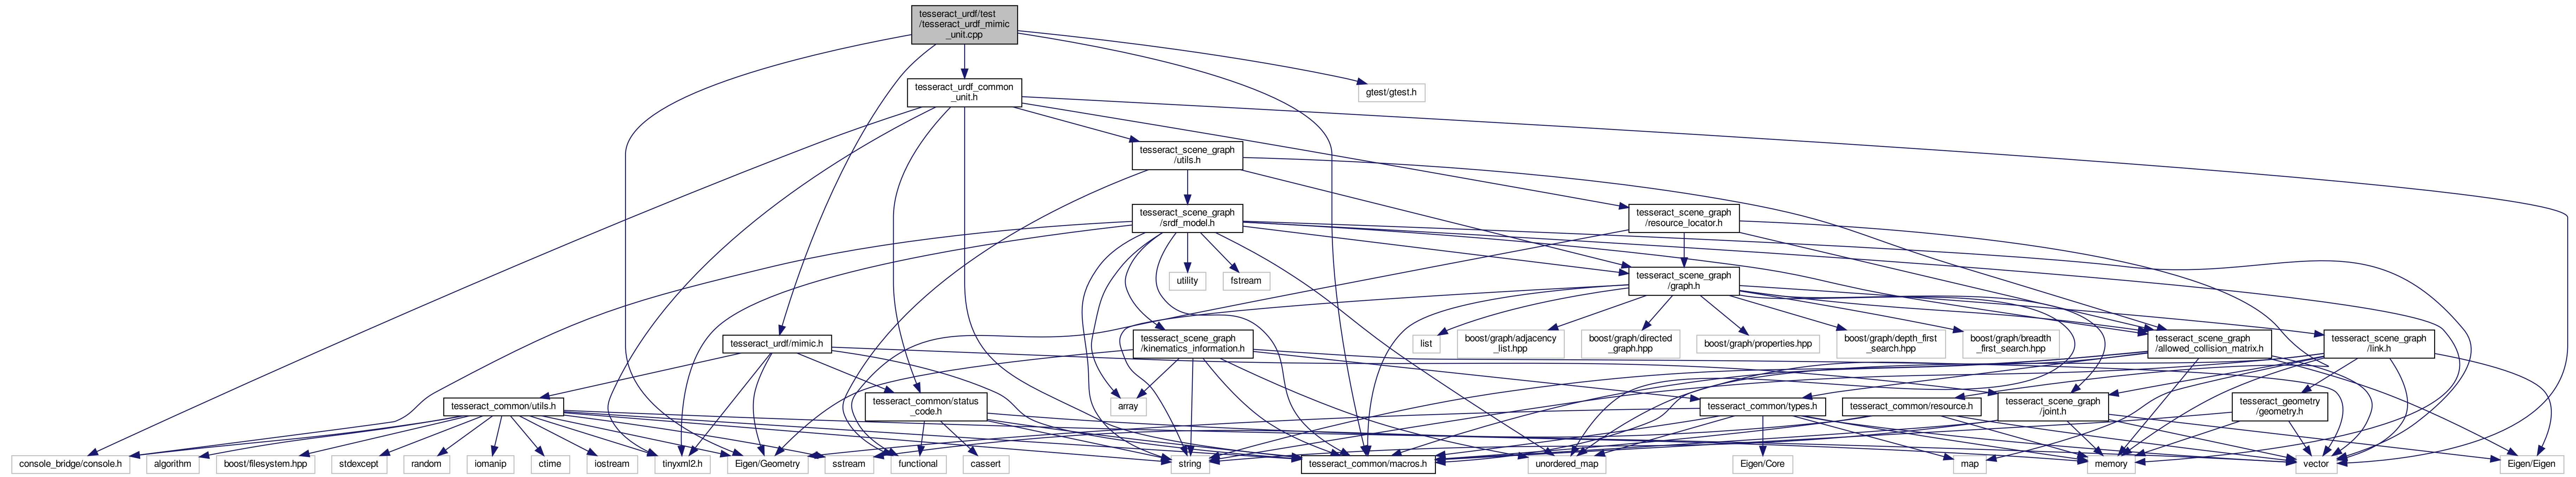 tesseract_urdf/test
/tesseract_urdf_mimic
_unit.cpp
tesseract_urdf_common
_unit.h
gtest/gtest.h
tesseract_scene_graph
/utils.h
tesseract_scene_graph
/srdf_model.h
tesseract_scene_graph
/resource_locator.h
utility
fstream
tesseract_scene_graph
/graph.h
tesseract_urdf/mimic.h
tesseract_scene_graph
/kinematics_information.h
list
boost/graph/adjacency
_list.hpp
boost/graph/directed
_graph.hpp
boost/graph/properties.hpp
boost/graph/depth_first
_search.hpp
boost/graph/breadth
_first_search.hpp
tesseract_scene_graph
/allowed_collision_matrix.h
tesseract_scene_graph
/link.h
tesseract_common/utils.h
tesseract_common/status
_code.h
array
tesseract_common/types.h
tesseract_common/resource.h
tesseract_scene_graph
/joint.h
tesseract_geometry
/geometry.h
console_bridge/console.h
algorithm
boost/filesystem.hpp
stdexcept
random
iomanip
ctime
iostream
tinyxml2.h
Eigen/Geometry
sstream
functional
cassert
string
tesseract_common/macros.h
unordered_map
Eigen/Core
map
memory
vector
Eigen/Eigen